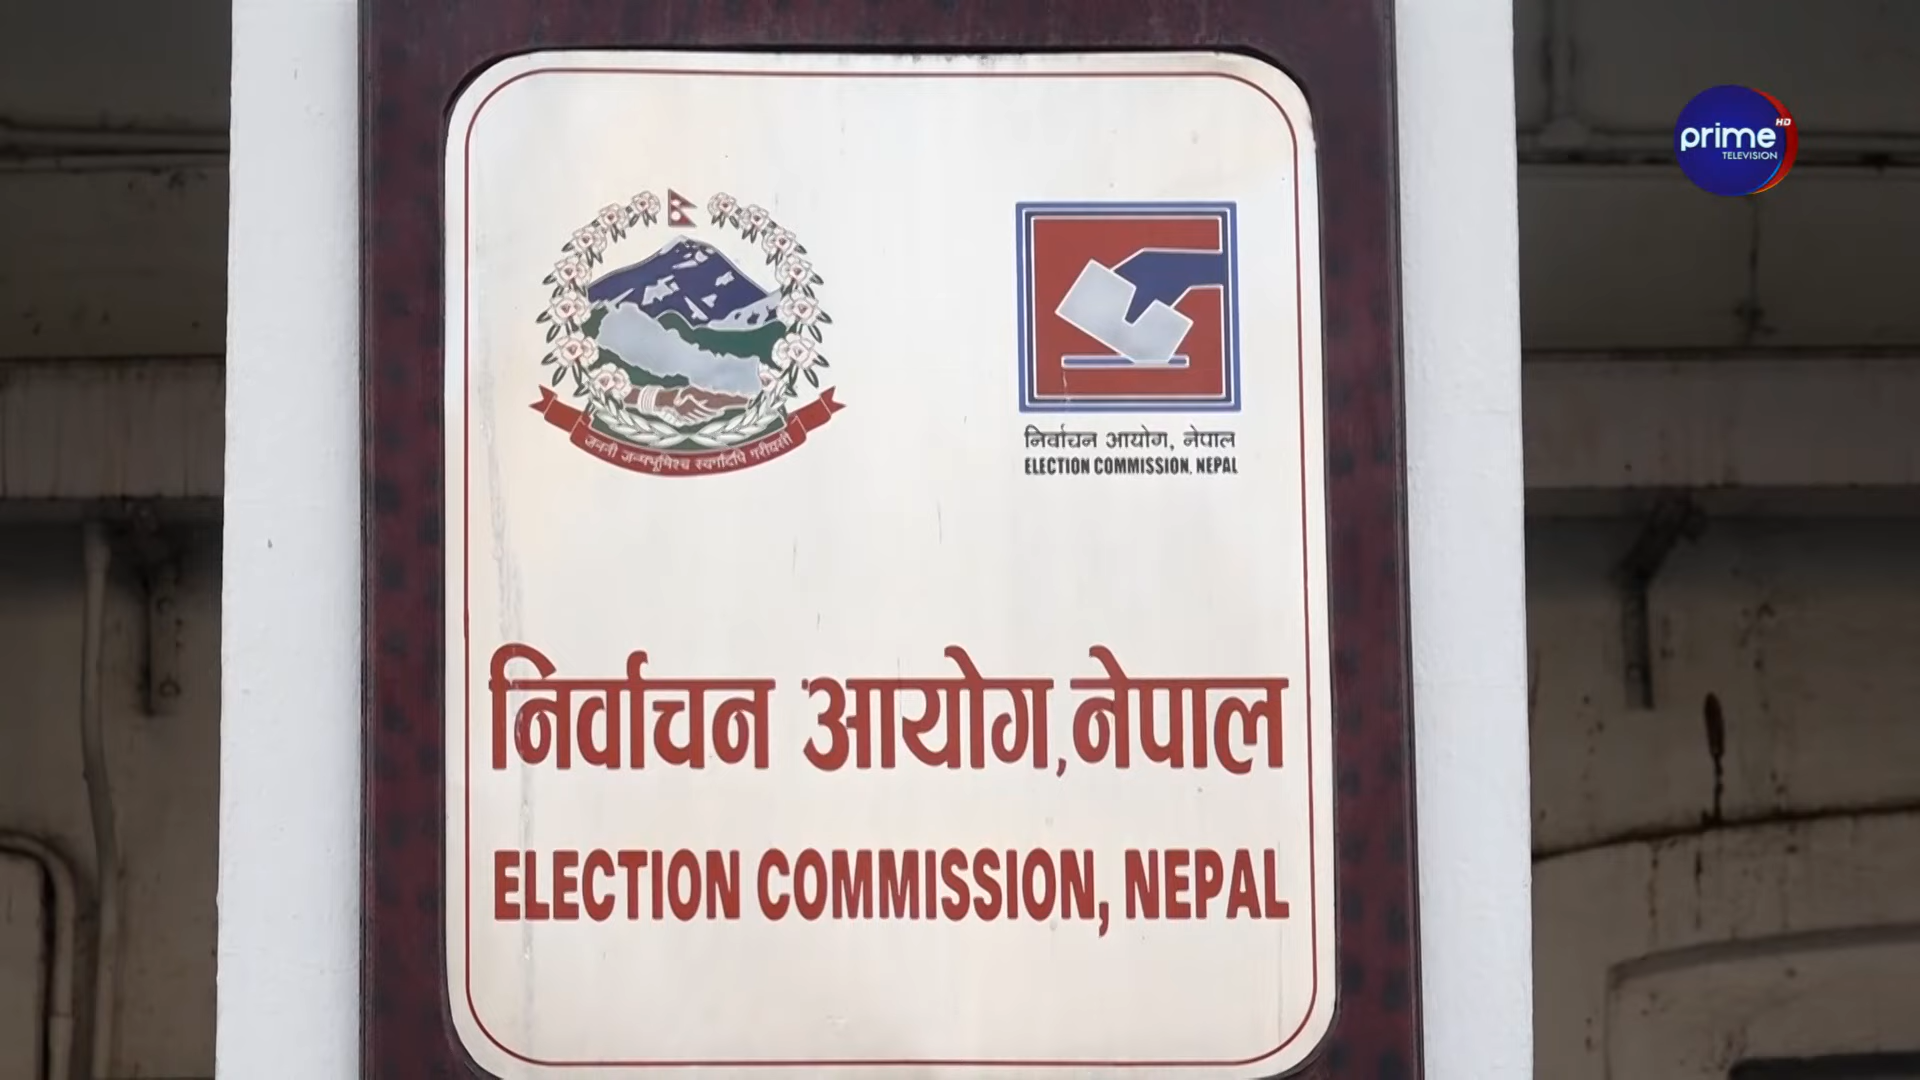 prime HD
TELEVISION
जननी जन्मभूमिश्च स्वर्गादपि गरीयसी
निर्वाचन आयोग, नेपाल
ELECTION COMMISSION, NEPAL
निर्वाचन आयोग, नेपाल
ELECTION COMMISSION, NEPAL